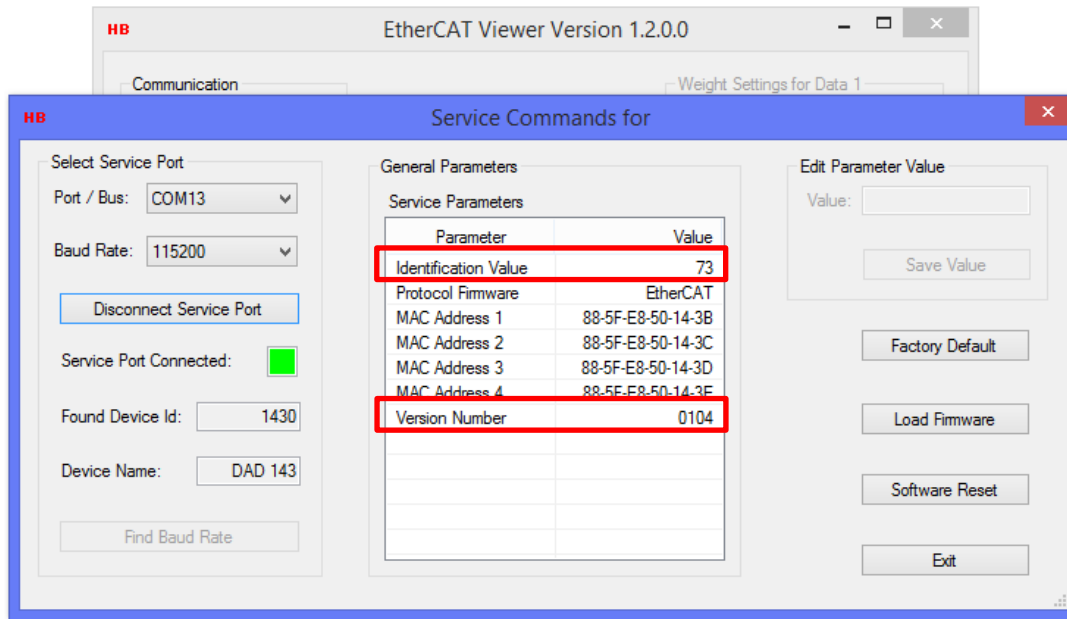 HB
EtherCAT Viewer Version 1.2.0.0
Communication
Weight Settings for Data 1
HB
Service Commands for
Select Service Port
Port / Bus: COM13
Baud Rate: 115200
Disconnect Service Port
Service Port Connected:
Found Device Id: 1430
Device Name: DAD 143
Find Baud Rate
General Parameters
Service Parameters
Parameter Value
Identification Value 73
Protocol Firmware EtherCAT
MAC Address 1 88-5F-E8-50-14-3B
MAC Address 2 88-5F-E8-50-14-3C
MAC Address 3 88-5F-E8-50-14-3D
MAC Address 4 88-5F-E8-50-14-3E
Version Number 0104
Edit Parameter Value
Value:
Save Value
Factory Default
Load Firmware
Software Reset
Exit